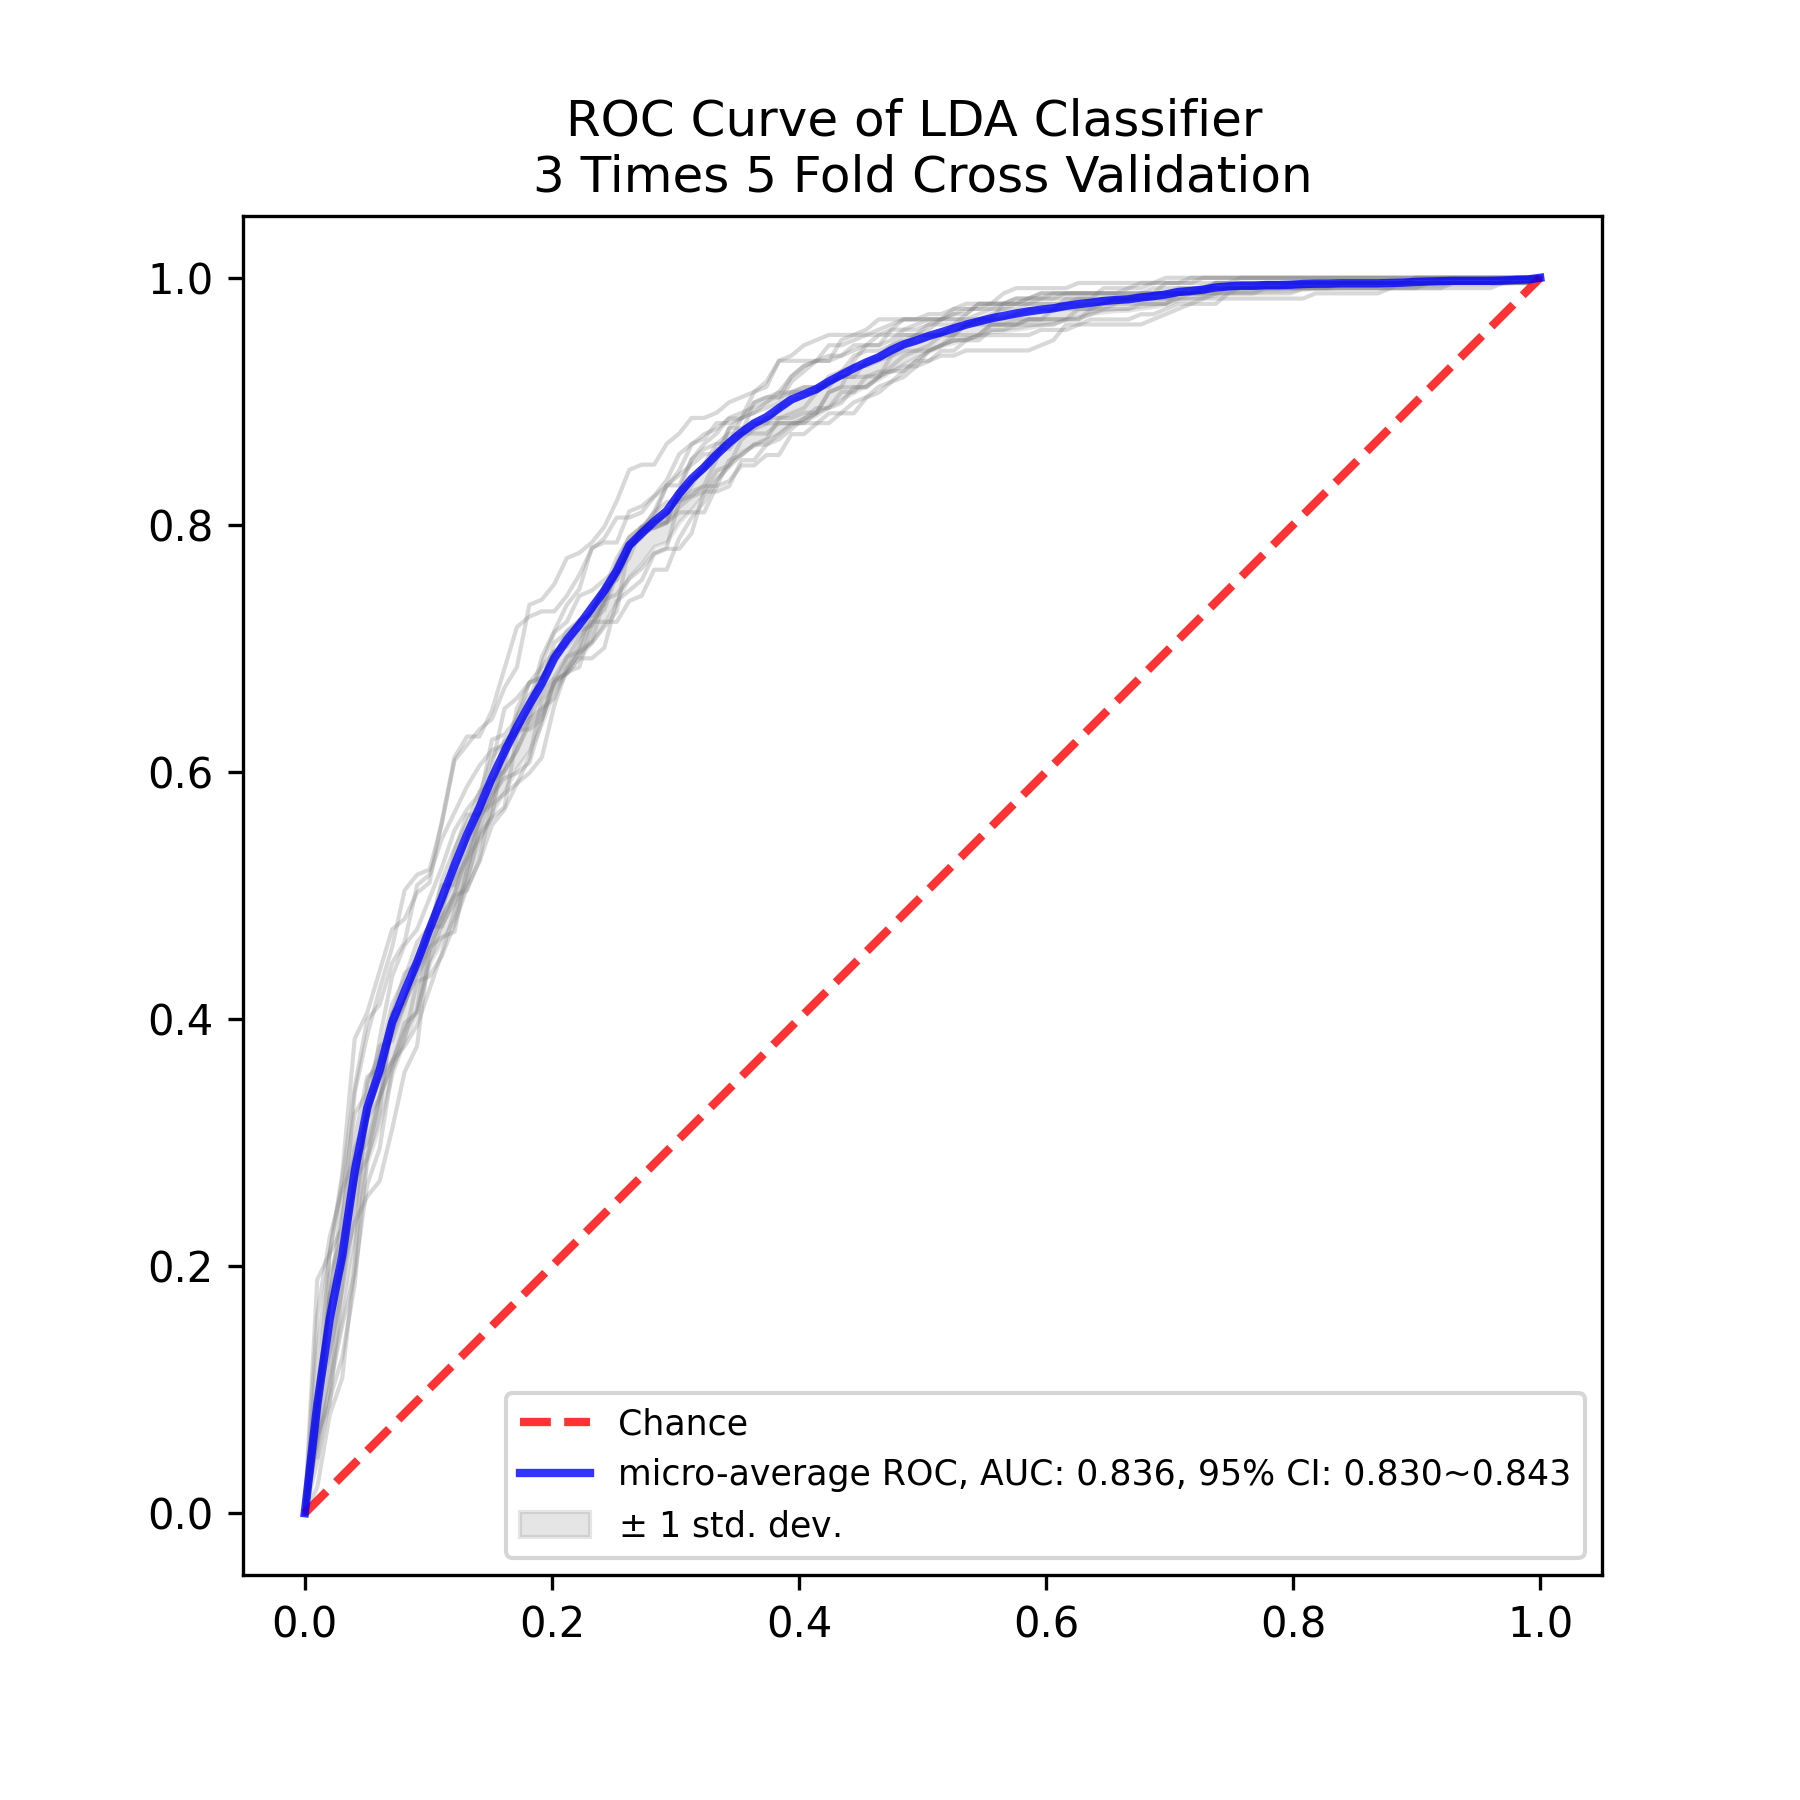 ROC Curve of LDA Classifier
3 Times 5 Fold Cross Validation
1.0
0.8
0.6
0.4
0.2
0.0
Chance
micro-average ROC, AUC: 0.836, 95% CI: 0.830~0.843
± 1 std. dev.
0.0 0.2 0.4 0.6 0.8 1.0